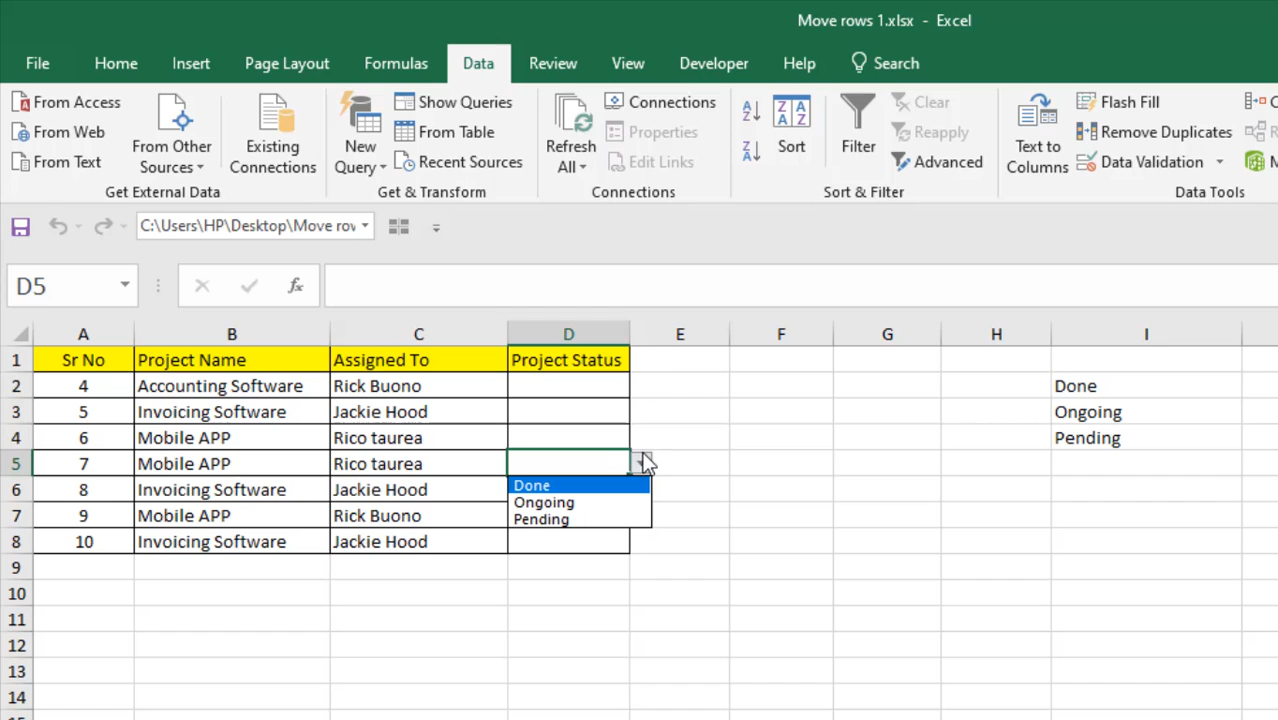 Move rows 1.xlsx - Excel
File Home Insert Page Layout Formulas Data Review View Developer Help Search
From Access
From Web
From Text
From Other
Sources
Existing
Connections
Get External Data
New
Query
Show Queries
From Table
Recent Sources
Get & Transform
Refresh
All
Connections
Properties
Edit Links
Connections
Sort
Filter
Clear
Reapply
Advanced
Sort & Filter
Text to
Columns
Flash Fill
Remove Duplicates
Data Validation
Data Tools
C:\Users\HP\Desktop\Move
D5 fx
A B C D E F G H I
1 Sr No Project Name Assigned To Project Status
2 4 Accounting Software Rick Buono Done
3 5 Invoicing Software Jackie Hood Ongoing
4 6 Mobile APP Rico taurea Pending
5 7 Mobile APP Rico taurea
Done
Ongoing
Pending
6 8 Invoicing Software Jackie Hood
7 9 Mobile APP Rick Buono
8 10 Invoicing Software Jackie Hood
9
10
11
12
13
14